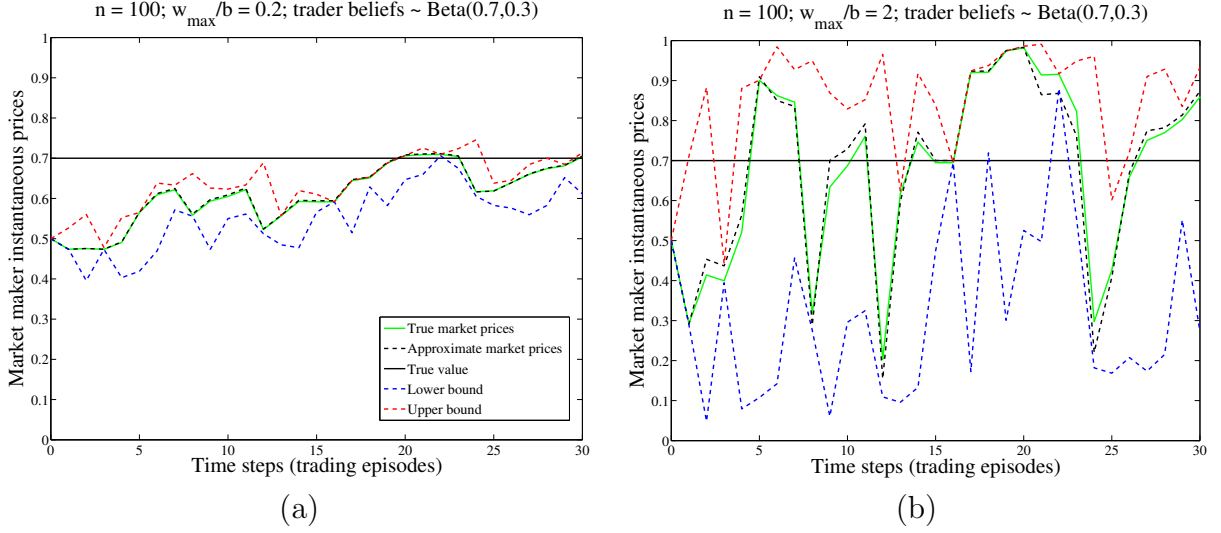 n = 100; w_max/b = 0.2; trader beliefs ~ Beta(0.7,0.3)
Market maker instantaneous prices
1
0.9
0.8
0.7
0.6
0.5
0.4
0.3
0.2
0.1
0
True market prices
Approximate market prices
True value
Lower bound
Upper bound
0 5 10 15 20 25 30
Time steps (trading episodes)
(a)
n = 100; w_max/b = 2; trader beliefs ~ Beta(0.7,0.3)
Market maker instantaneous prices
1
0.9
0.8
0.7
0.6
0.5
0.4
0.3
0.2
0.1
0
0 5 10 15 20 25 30
Time steps (trading episodes)
(b)